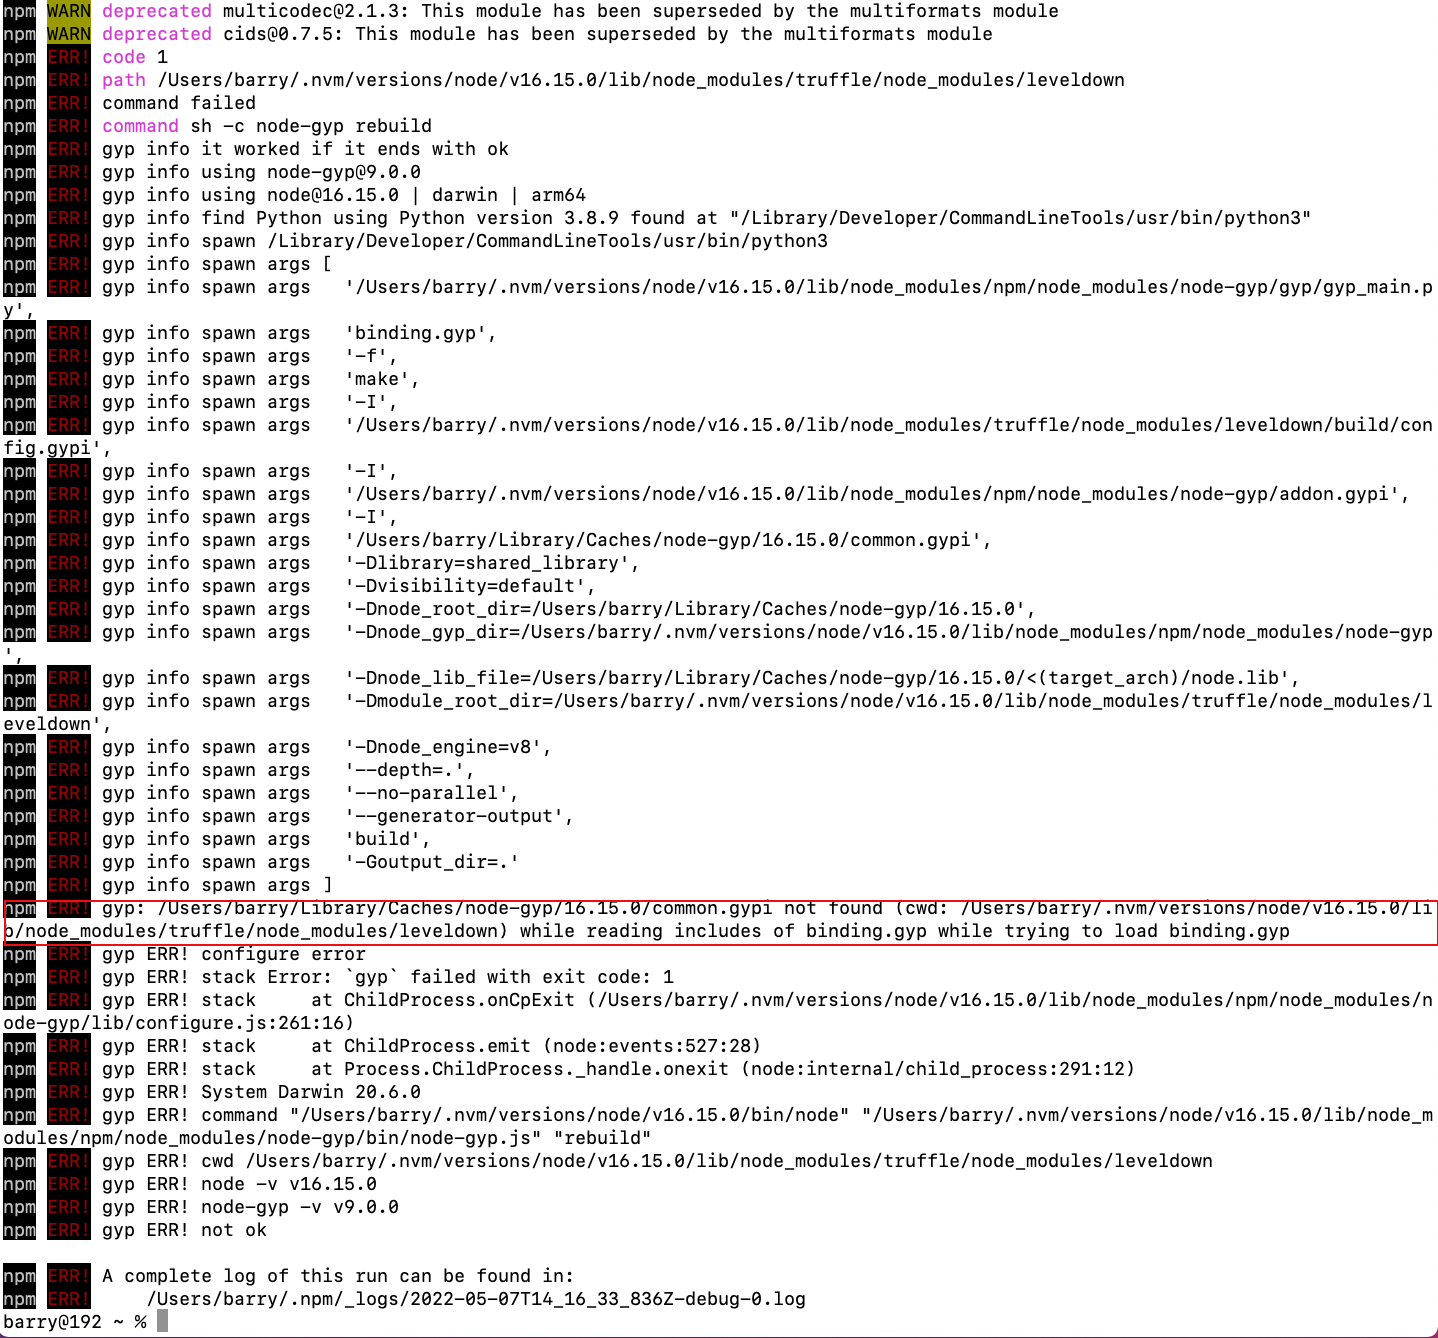 npm WARN deprecated multicodec@2.1.3: This module has been superseded by the multiformats module
npm WARN deprecated cids@0.7.5: This module has been superseded by the multiformats module
npm ERR! code 1
npm ERR! path /Users/barry/.nvm/versions/node/v16.15.0/lib/node_modules/truffle/node_modules/leveldown
npm ERR! command failed
npm ERR! command sh -c node-gyp rebuild
npm ERR! gyp info it worked if it ends with ok
npm ERR! gyp info using node-gyp@9.0.0
npm ERR! gyp info using node@16.15.0 | darwin | arm64
npm ERR! gyp info find Python using Python version 3.8.9 found at "/Library/Developer/CommandLineTools/usr/bin/python3"
npm ERR! gyp info spawn /Library/Developer/CommandLineTools/usr/bin/python3
npm ERR! gyp info spawn args [
npm ERR! gyp info spawn args   '/Users/barry/.nvm/versions/node/v16.15.0/lib/node_modules/npm/node_modules/node-gyp/gyp/gyp_main.p
y',
npm ERR! gyp info spawn args   'binding.gyp',
npm ERR! gyp info spawn args   '-f',
npm ERR! gyp info spawn args   'make',
npm ERR! gyp info spawn args   '-I',
npm ERR! gyp info spawn args   '/Users/barry/.nvm/versions/node/v16.15.0/lib/node_modules/truffle/node_modules/leveldown/build/con
fig.gypi',
npm ERR! gyp info spawn args   '-I',
npm ERR! gyp info spawn args   '/Users/barry/.nvm/versions/node/v16.15.0/lib/node_modules/npm/node_modules/node-gyp/addon.gypi',
npm ERR! gyp info spawn args   '-I',
npm ERR! gyp info spawn args   '/Users/barry/Library/Caches/node-gyp/16.15.0/common.gypi',
npm ERR! gyp info spawn args   '-Dlibrary=shared_library',
npm ERR! gyp info spawn args   '-Dvisibility=default',
npm ERR! gyp info spawn args   '-Dnode_root_dir=/Users/barry/Library/Caches/node-gyp/16.15.0',
npm ERR! gyp info spawn args   '-Dnode_gyp_dir=/Users/barry/.nvm/versions/node/v16.15.0/lib/node_modules/npm/node_modules/node-gyp
',
npm ERR! gyp info spawn args   '-Dnode_lib_file=/Users/barry/Library/Caches/node-gyp/16.15.0/<(target_arch)/node.lib',
npm ERR! gyp info spawn args   '-Dmodule_root_dir=/Users/barry/.nvm/versions/node/v16.15.0/lib/node_modules/truffle/node_modules/l
eveldown',
npm ERR! gyp info spawn args   '-Dnode_engine=v8',
npm ERR! gyp info spawn args   '--depth=.',
npm ERR! gyp info spawn args   '--no-parallel',
npm ERR! gyp info spawn args   '--generator-output',
npm ERR! gyp info spawn args   'build',
npm ERR! gyp info spawn args   '-Goutput_dir=.'
npm ERR! gyp info spawn args ]
npm ERR! gyp: /Users/barry/Library/Caches/node-gyp/16.15.0/common.gypi not found (cwd: /Users/barry/.nvm/versions/node/v16.15.0/li
b/node_modules/truffle/node_modules/leveldown) while reading includes of binding.gyp while trying to load binding.gyp
npm ERR! gyp ERR! configure error
npm ERR! gyp ERR! stack Error: `gyp` failed with exit code: 1
npm ERR! gyp ERR! stack     at ChildProcess.onCpExit (/Users/barry/.nvm/versions/node/v16.15.0/lib/node_modules/npm/node_modules/n
ode-gyp/lib/configure.js:261:16)
npm ERR! gyp ERR! stack     at ChildProcess.emit (node:events:527:28)
npm ERR! gyp ERR! stack     at Process.ChildProcess._handle.onexit (node:internal/child_process:291:12)
npm ERR! gyp ERR! System Darwin 20.6.0
npm ERR! gyp ERR! command "/Users/barry/.nvm/versions/node/v16.15.0/bin/node" "/Users/barry/.nvm/versions/node/v16.15.0/lib/node_m
odules/npm/node_modules/node-gyp/bin/node-gyp.js" "rebuild"
npm ERR! gyp ERR! cwd /Users/barry/.nvm/versions/node/v16.15.0/lib/node_modules/truffle/node_modules/leveldown
npm ERR! gyp ERR! node -v v16.15.0
npm ERR! gyp ERR! node-gyp -v v9.0.0
npm ERR! gyp ERR! not ok
npm ERR! A complete log of this run can be found in:
npm ERR!     /Users/barry/.npm/_logs/2022-05-07T14_16_33_836Z-debug-0.log
barry@192 ~ %